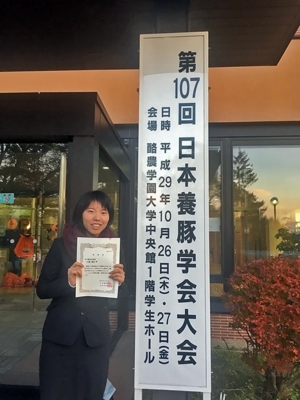 第107回 日本養豚学会大会
日時 平成29年10月26日(木)・27日(金)
会場 酪農学園大学中央館1階学生ホール